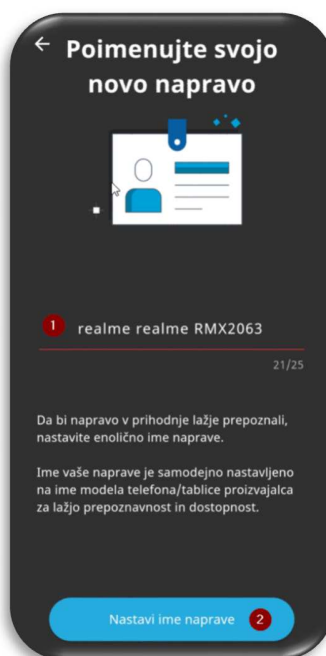 Poimenujte svojo
novo napravo
1 realme realme RMX2063
21/25
Da bi napravo v prihodnje lažje prepoznali,
nastavite enolično ime naprave.
Ime vaše naprave je samodejno nastavljeno
na ime modela telefona/tablice proizvajalca
za lažjo prepoznavnost in dostopnost.
Nastavi ime naprave 2